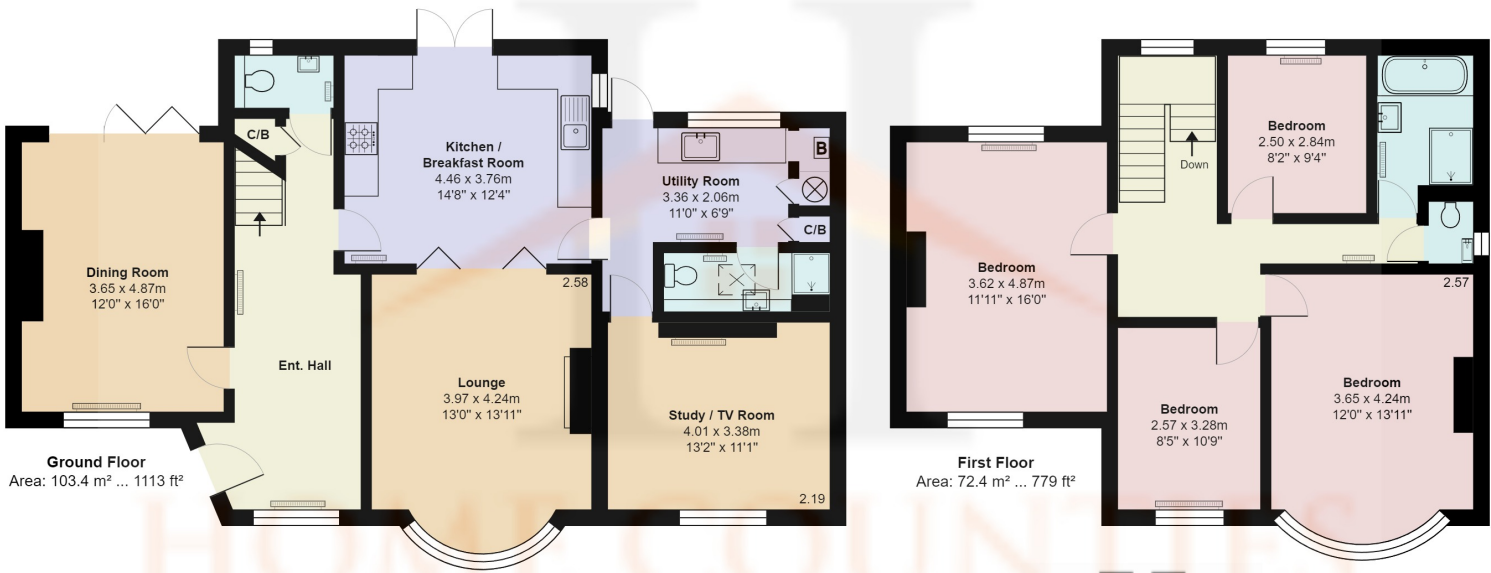 C/B
Kitchen /
Breakfast Room
4.46 x 3.76m
14'8" x 12'4"
B
Utility Room
3.36 x 2.06m
11'0" x 6'9"
C/B
Dining Room
3.65 x 4.87m
12'0" x 16'0"
2.58
Ent. Hall
Lounge
3.97 x 4.24m
13'0" x 13'11"
Study / TV Room
4.01 x 3.38m
13'2" x 11'1"
2.19
Ground Floor
Area: 103.4 m² ... 1113 ft²
Bedroom
2.50 x 2.84m
8'2" x 9'4"
Down
Bedroom
3.62 x 4.87m
11'11" x 16'0"
2.57
Bedroom
3.65 x 4.24m
12'0" x 13'11"
Bedroom
2.57 x 3.28m
8'5" x 10'9"
First Floor
Area: 72.4 m² ... 779 ft²
HOME COUNTIES